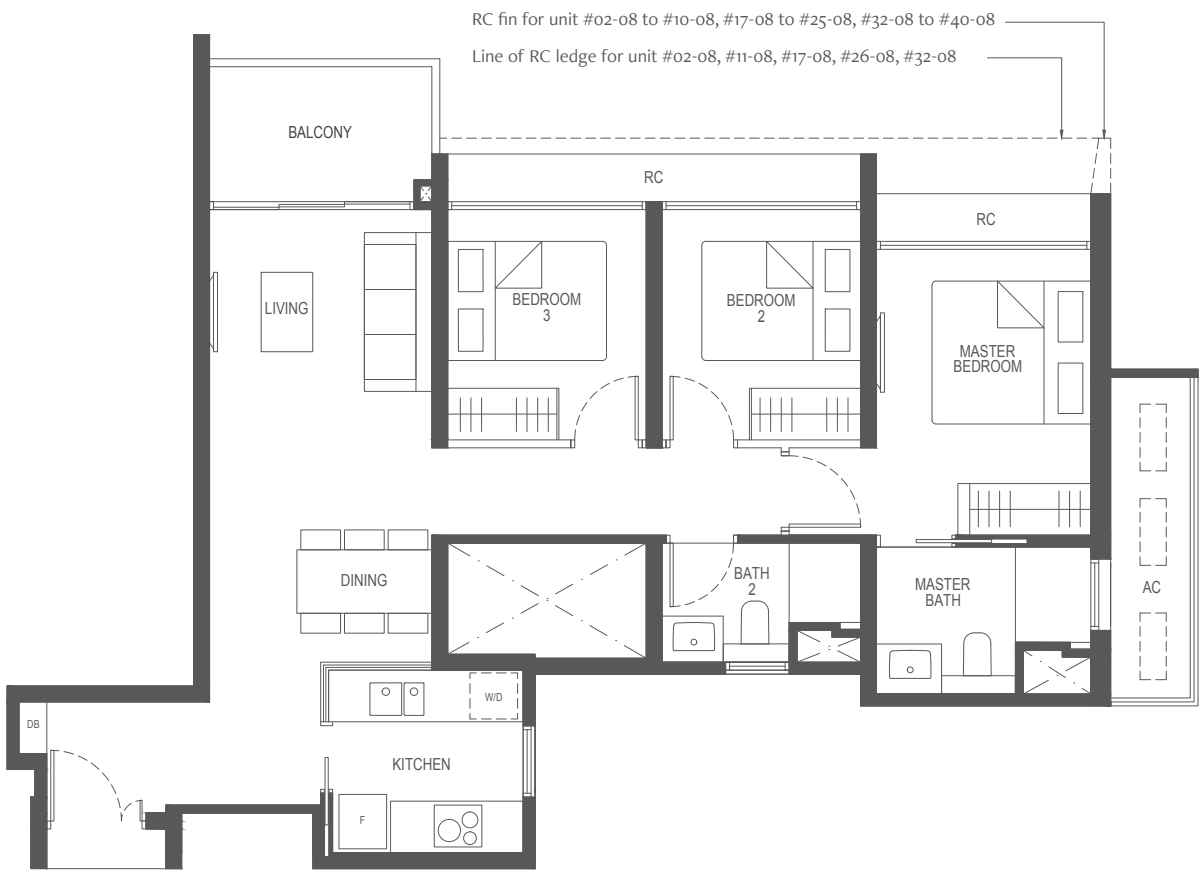 RC fin for unit #02-08 to #10-08, #17-08 to #25-08, #32-08 to #40-08
Line of RC ledge for unit #02-08, #11-08, #17-08, #26-08, #32-08
BALCONY
RC
RC
LIVING
BEDROOM
3
BEDROOM
2
MASTER
BEDROOM
DINING
BATH
2
MASTER
BATH
AC
W/D
DB
KITCHEN
F